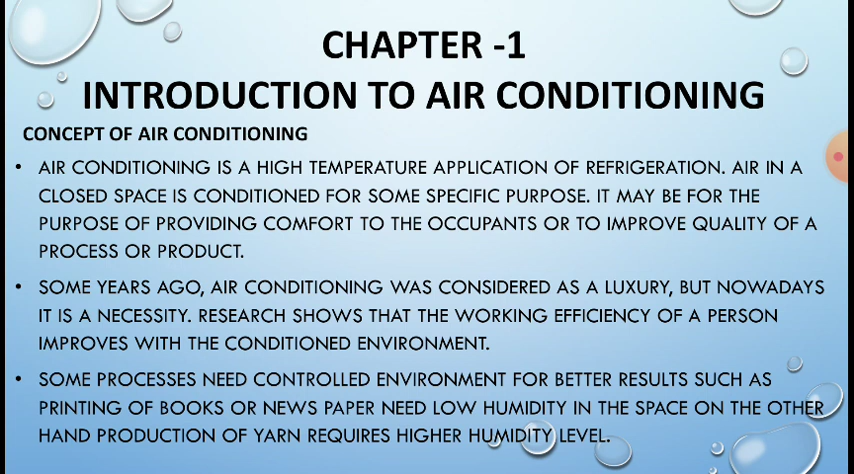 CHAPTER -1
INTRODUCTION TO AIR CONDITIONING
CONCEPT OF AIR CONDITIONING
• AIR CONDITIONING IS A HIGH TEMPERATURE APPLICATION OF REFRIGERATION. AIR IN A
CLOSED SPACE IS CONDITIONED FOR SOME SPECIFIC PURPOSE. IT MAY BE FOR THE
PURPOSE OF PROVIDING COMFORT TO THE OCCUPANTS OR TO IMPROVE QUALITY OF A
PROCESS OR PRODUCT.
• SOME YEARS AGO, AIR CONDITIONING WAS CONSIDERED AS A LUXURY, BUT NOWADAYS
IT IS A NECESSITY. RESEARCH SHOWS THAT THE WORKING EFFICIENCY OF A PERSON
IMPROVES WITH THE CONDITIONED ENVIRONMENT.
• SOME PROCESSES NEED CONTROLLED ENVIRONMENT FOR BETTER RESULTS SUCH AS
PRINTING OF BOOKS OR NEWS PAPER NEED LOW HUMIDITY IN THE SPACE ON THE OTHER
HAND PRODUCTION OF YARN REQUIRES HIGHER HUMIDITY LEVEL.